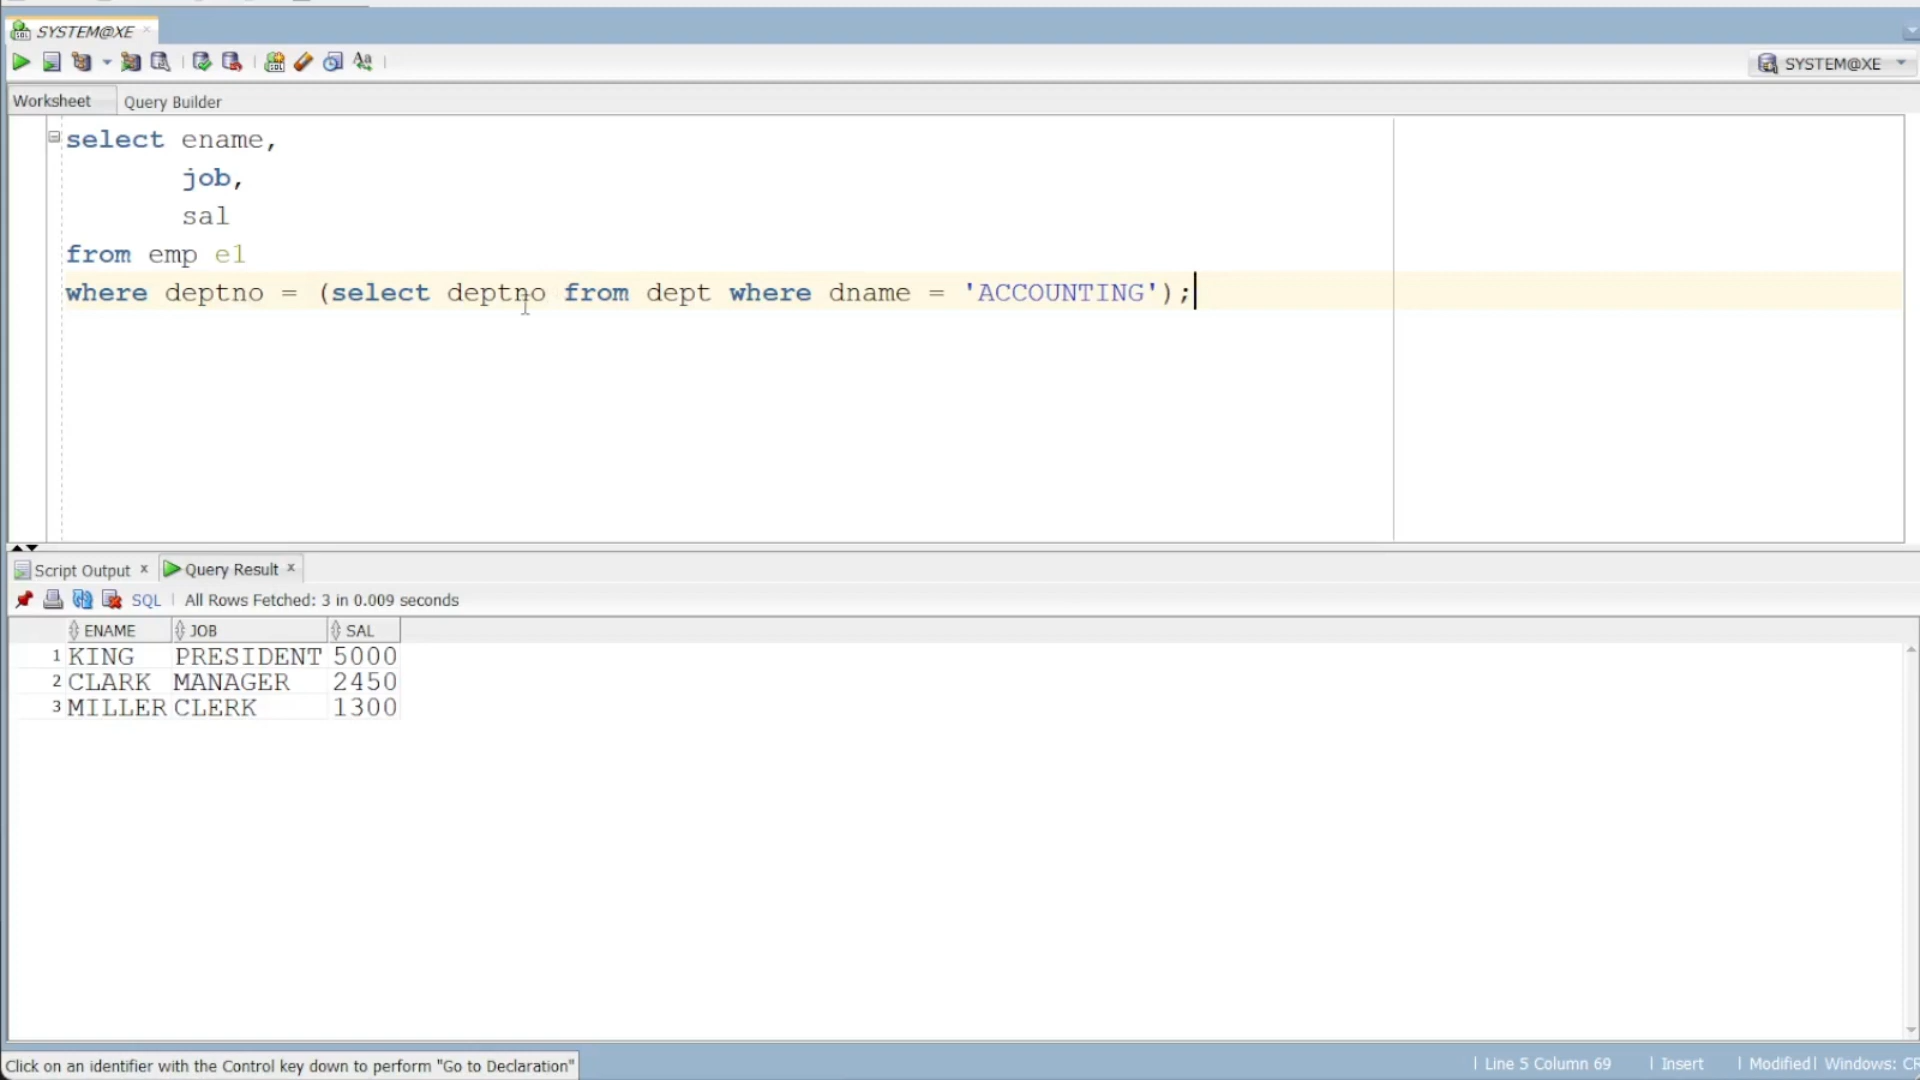 SYSTEM@XE
SYSTEM@XE
Worksheet Query Builder
select ename,
job,
sal
from emp e1
where deptno = (select deptno from dept where dname = 'ACCOUNTING');
Script Output x Query Result x
SQL All Rows Fetched: 3 in 0.009 seconds
ENAME JOB SAL
1 KING PRESIDENT 5000
2 CLARK MANAGER 2450
3 MILLER CLERK 1300
Click on an identifier with the Control key down to perform "Go to Declaration"
Line 5 Column 69 Insert Modified Windows: